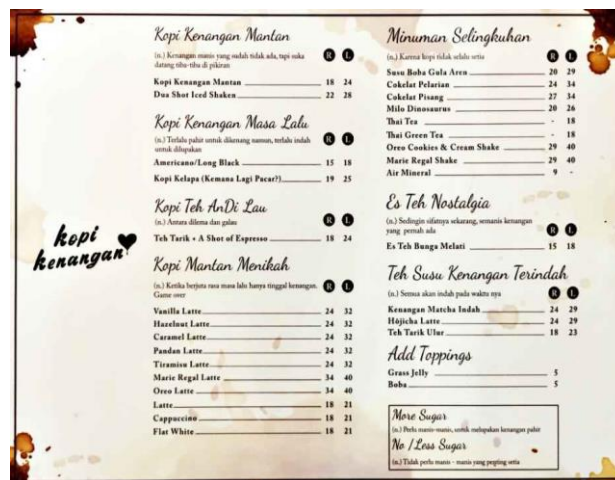 kopi
kenangan
Kopi Kenangan Mantan
(n.) Kenangan manis yang sudah tidak ada, tapi suka R L
datang tiba-tiba di pikiran
Kopi Kenangan Mantan 18 24
Dua Shot Iced Shaken 22 28
Kopi Kenangan Masa Lalu
(n.) Terlalu pahit untuk dikenang namun, terlalu indah R L
untuk dilupakan
Americano/Long Black 15 18
Kopi Kelapa (Kemana Lagi Pacar?) 19 25
Kopi Teh AnDi Lau
(n.) Antara dilema dan galau R L
Teh Tarik + A Shot of Espresso 18 24
Kopi Mantan Menikah
(n.) Ketika berjuta rasa masa lalu hanya tinggal kenangan. R L
Game over
Vanilla Latte 24 32
Hazelnut Latte 24 32
Caramel Latte 24 32
Pandan Latte 24 32
Tiramisu Latte 24 32
Marie Regal Latte 34 40
Oreo Latte 34 40
Latte 18 21
Cappuccino 18 21
Flat White 18 21
Minuman Selingkuhan
(n.) Karena kopi tidak selalu setia R L
Susu Boba Gula Aren 20 29
Cokelat Pelarian 24 34
Cokelat Pisang 27 34
Milo Dinosaurus 20 26
Thai Tea - 18
Thai Green Tea - 18
Oreo Cookies & Cream Shake 29 40
Marie Regal Shake 29 40
Air Mineral 9 -
Es Teh Nostalgia
(n.) Sedingin sifatnya sekarang, semanis kenangan
yang pernah ada R L
Es Teh Bunga Melati 15 18
Teh Susu Kenangan Terindah
(n.) Semua akan indah pada waktu nya R L
Kenangan Matcha Indah 24 29
Hōjicha Latte 24 29
Teh Tarik Ulur 18 23
Add Toppings
Grass Jelly 5
Boba 5
More Sugar
(n.) Perlu manis-manis, untuk melupakan kenangan pahit
No / Less Sugar
(n.) Tidak perlu manis - manis yang penting setia